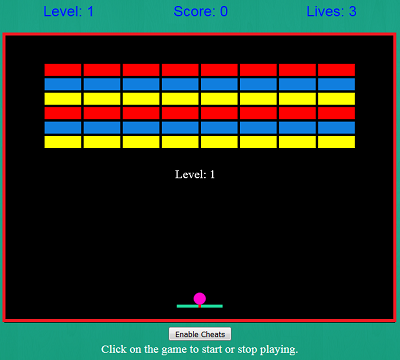 Level: 1 Score: 0 Lives: 3
Level: 1
Enable Cheats
Click on the game to start or stop playing.